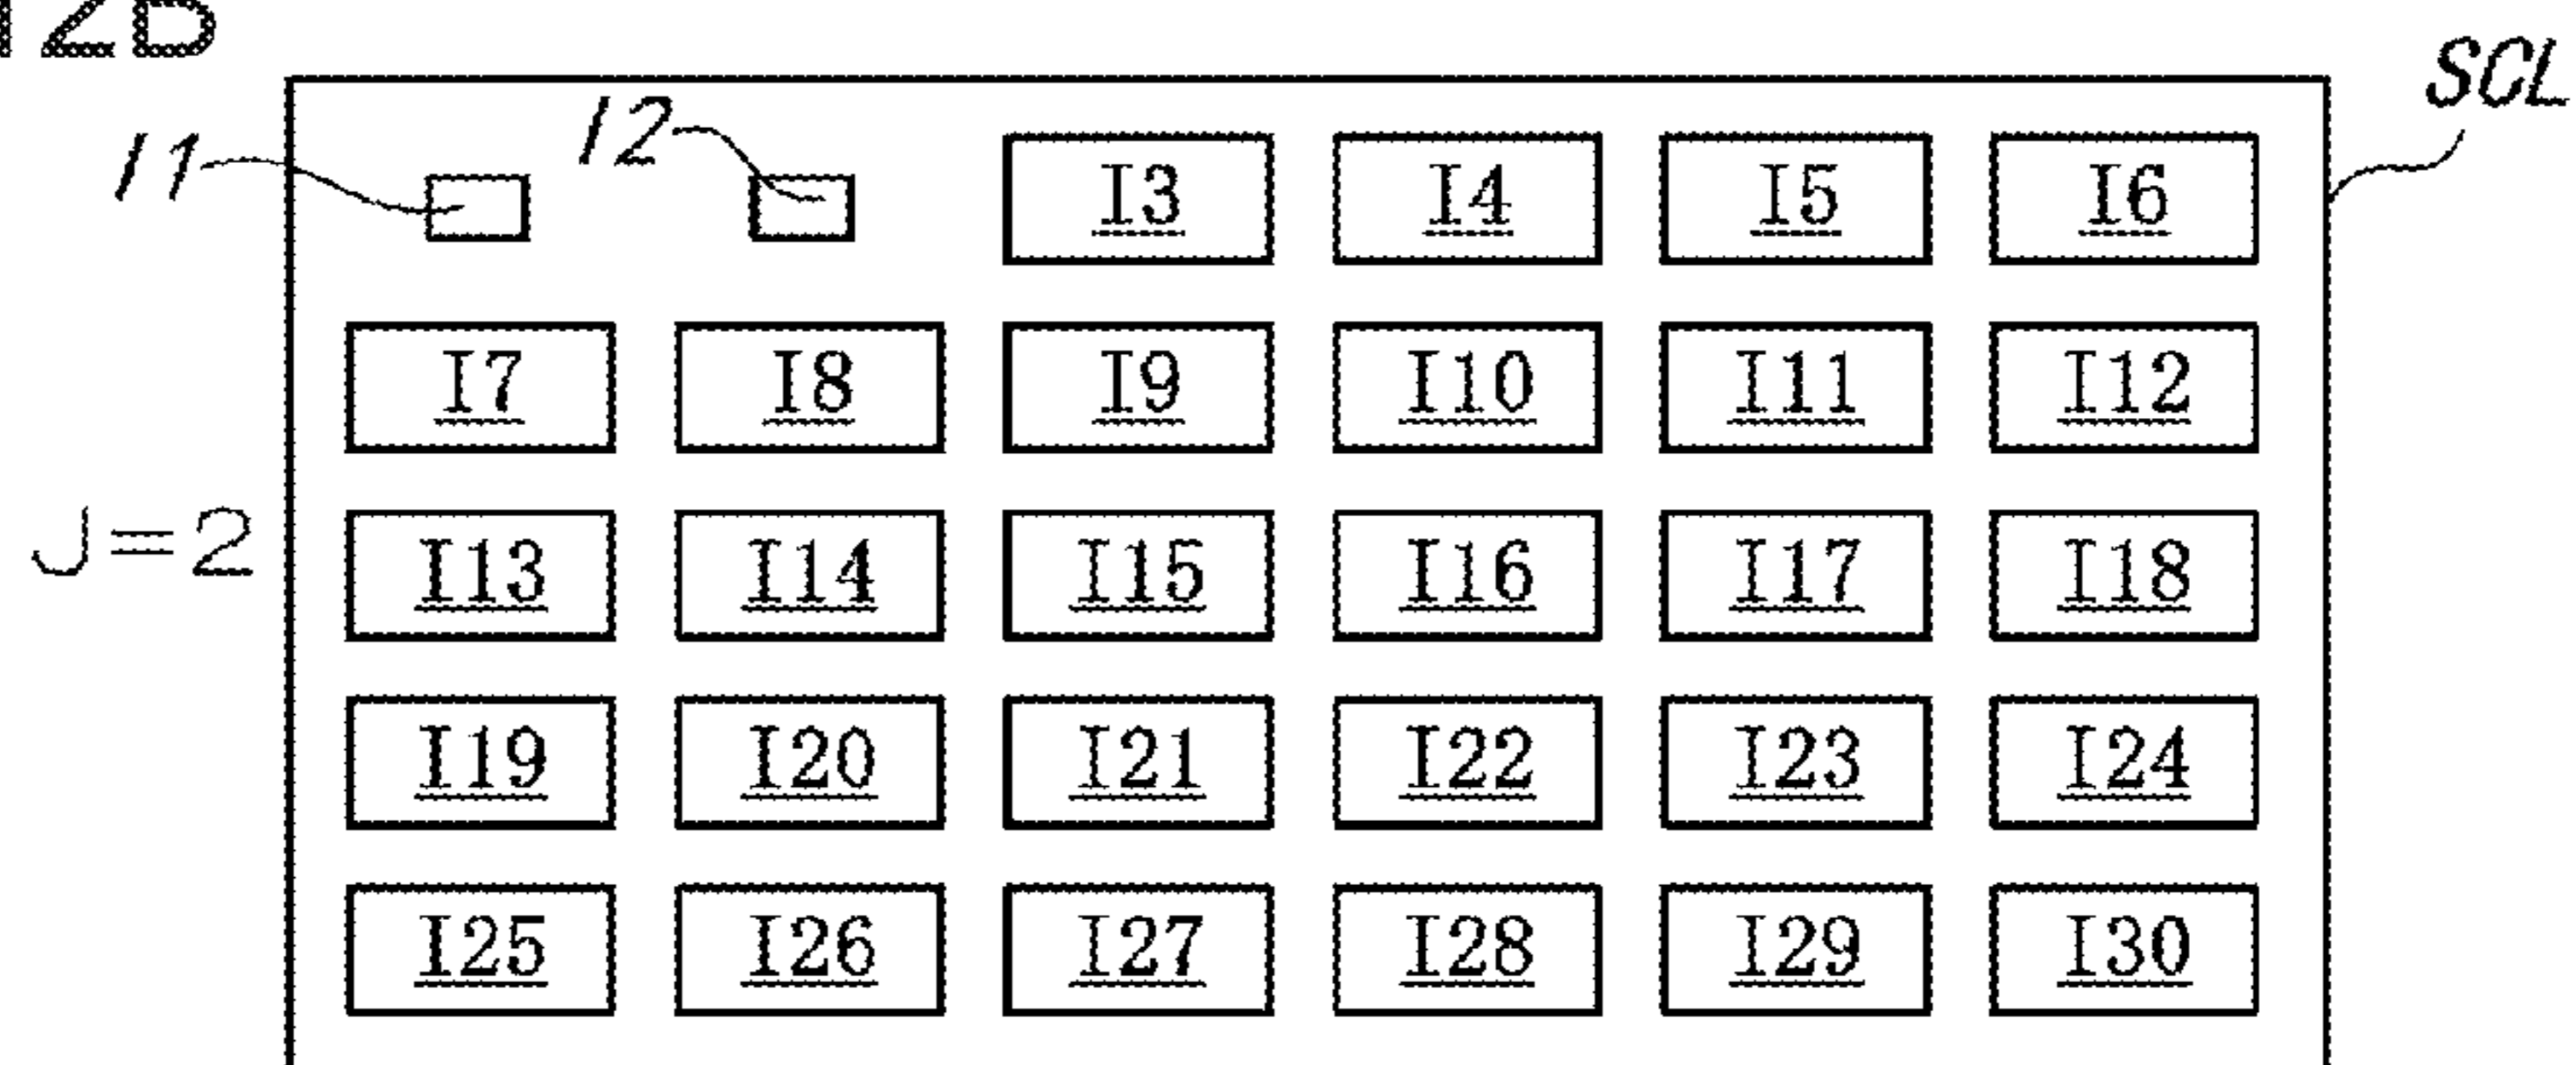 12B
SCL
I1 I2 I3 I4 I5 I6
I7 I8 I9 I10 I11 I12
J=2 I13 I14 I15 I16 I17 I18
I19 I20 I21 I22 I23 I24
I25 I26 I27 I28 I29 I30